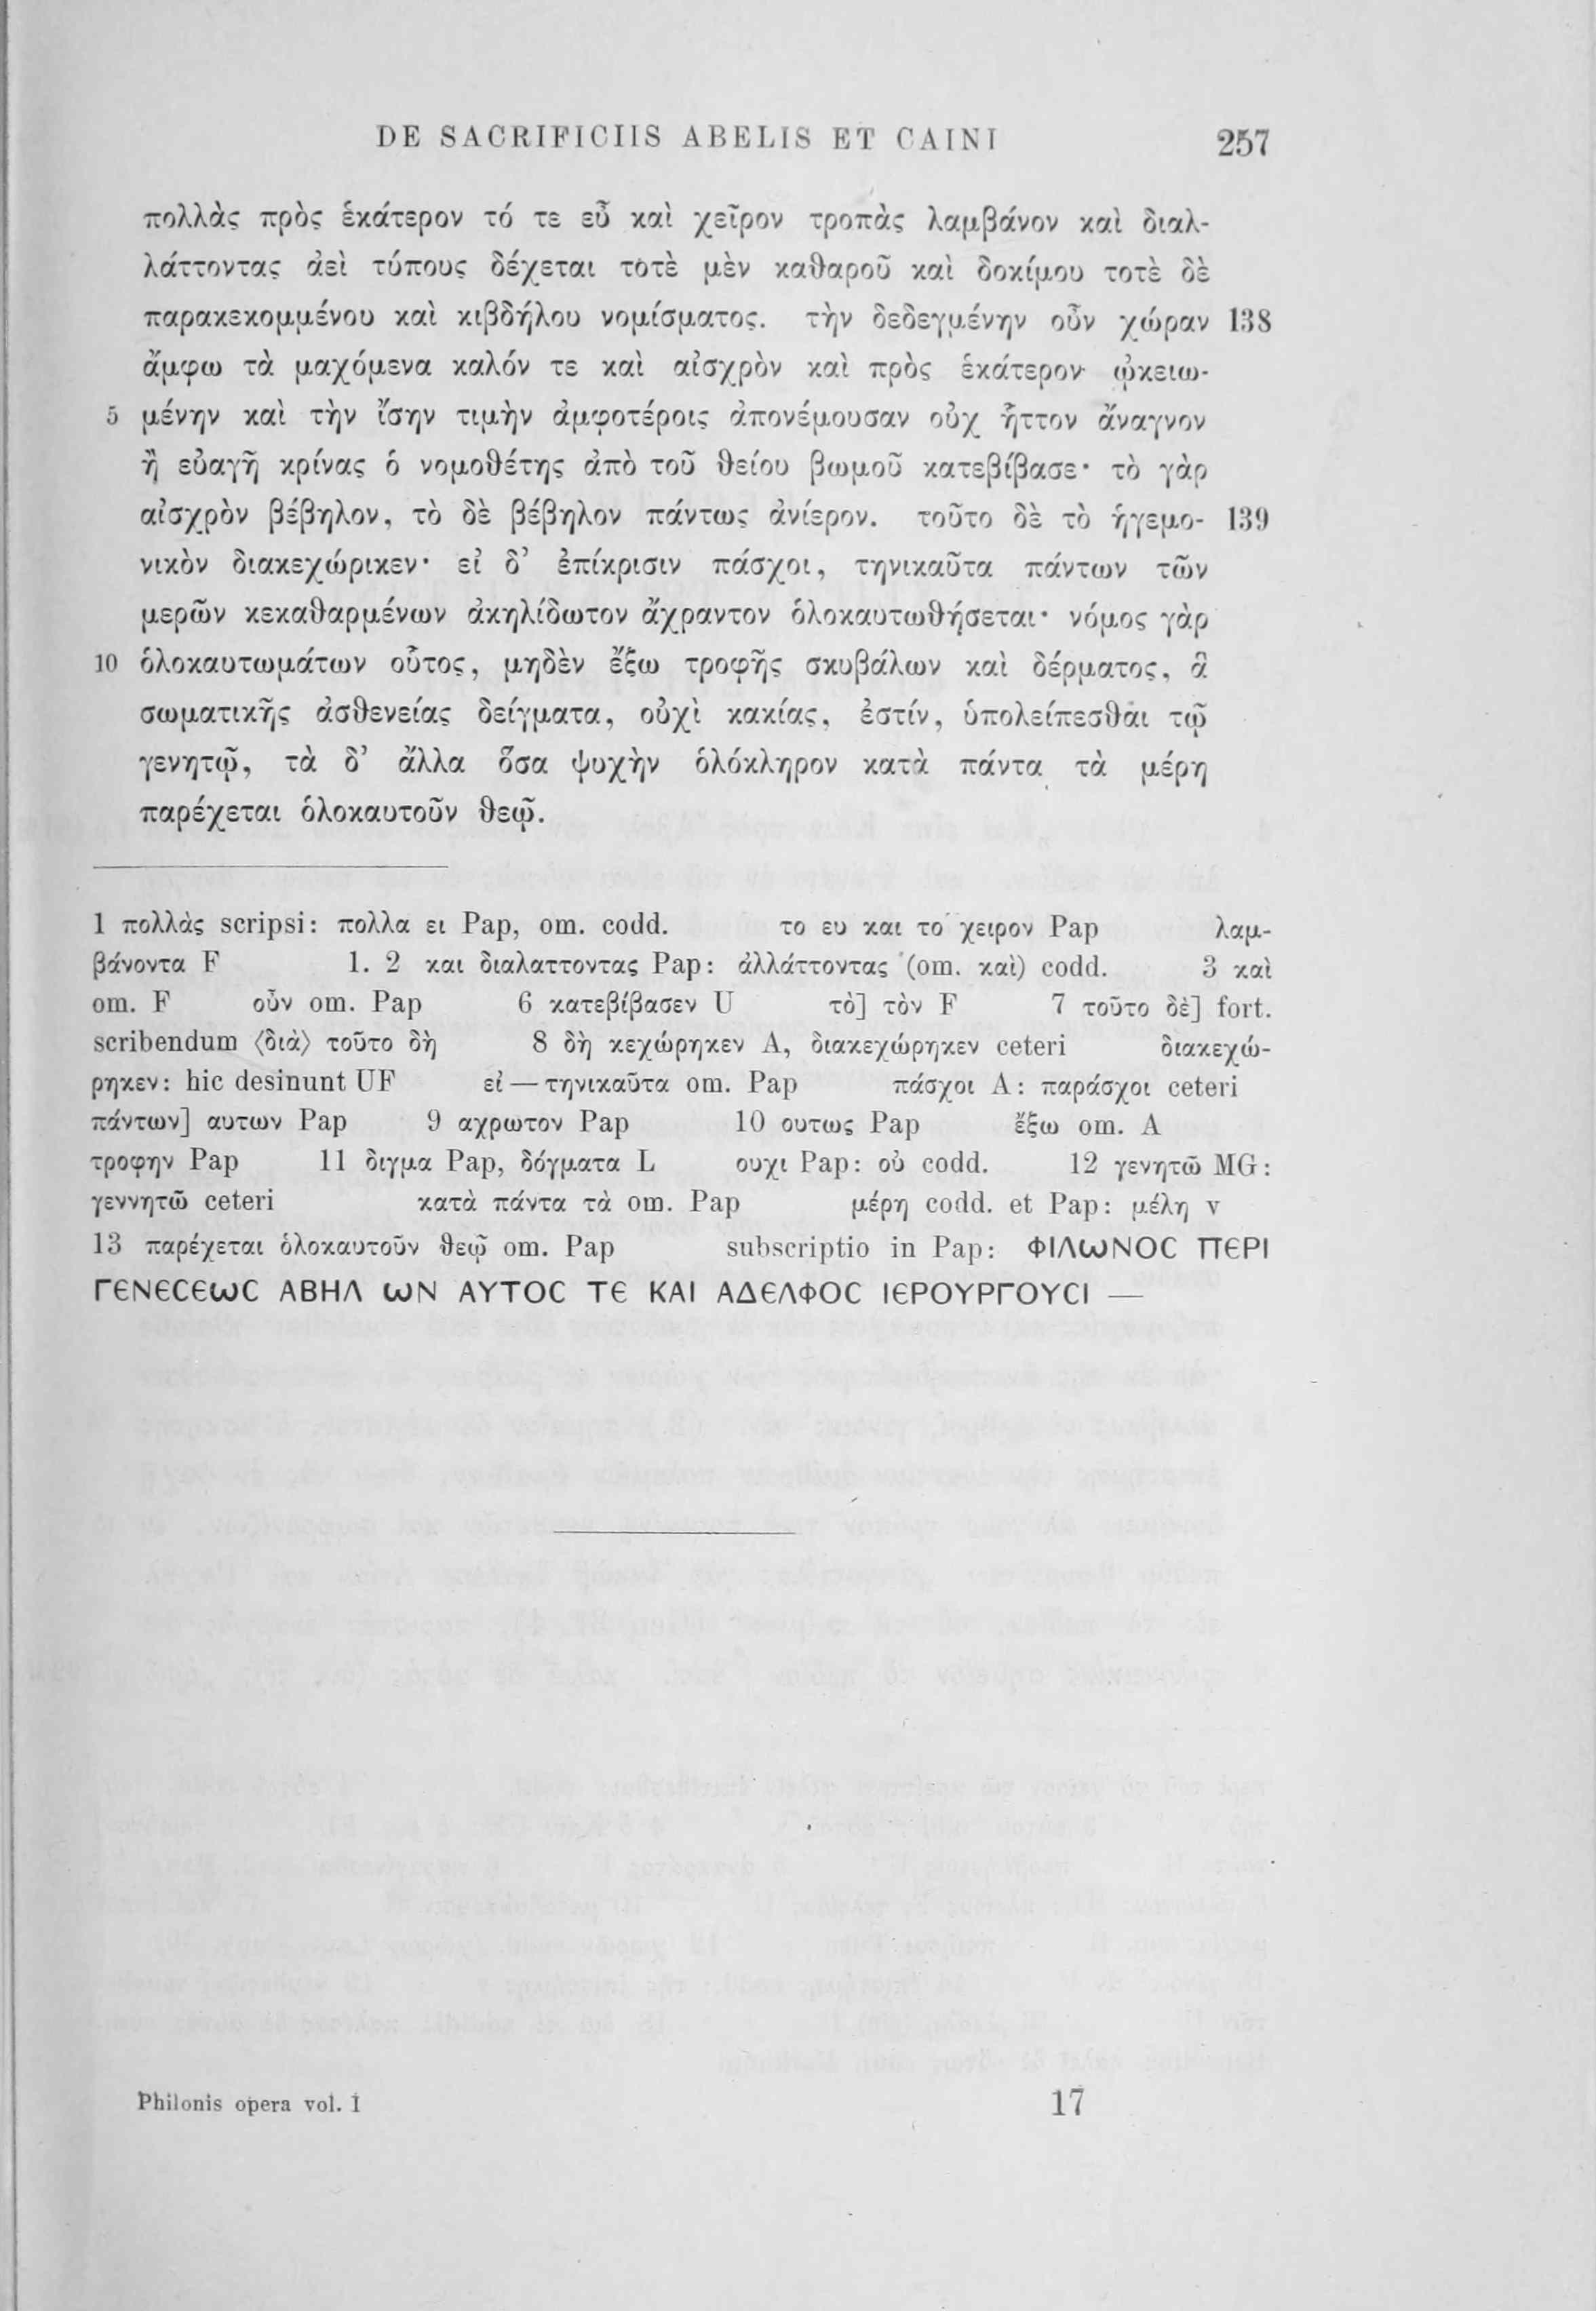 DE SACRIFICIIS ABELIS ET CAINI 257
πολλὰς πρὸς ἑκάτερον τό τε εὖ καὶ χεῖρον τροπὰς λαμβάνον καὶ διαλ-
λάττοντας ἀεὶ τύπους δέχεται τοτὲ μὲν καθαροῦ καὶ δοκίμου τοτὲ δὲ
παρακεκομμένου καὶ κιβδήλου νομίσματος. τὴν δεδεγμένην οὖν χώραν 138
ἄμφω τὰ μαχόμενα καλόν τε καὶ αἰσχρὸν καὶ πρὸς ἑκάτερον ᾠκειω-
5 μένην καὶ τὴν ἴσην τιμὴν ἀμφοτέροις ἀπονέμουσαν οὐχ ἧττον ἄναγνον
ἢ εὐαγῆ κρίνας ὁ νομοθέτης ἀπὸ τοῦ θείου βωμοῦ κατεβίβασε· τὸ γὰρ
αἰσχρὸν βέβηλον, τὸ δὲ βέβηλον πάντως ἀνίερον. τοῦτο δὲ τὸ ἡγεμο- 139
νικὸν διακεχώρικεν· εἰ δ’ ἐπίκρισιν πάσχοι, τηνικαῦτα πάντων τῶν
μερῶν κεκαθαρμένων ἀκηλίδωτον ἄχραντον ὁλοκαυτωθήσεται· νόμος γὰρ
10 ὁλοκαυτωμάτων οὗτος, μηδὲν ἔξω τροφῆς σκυβάλων καὶ δέρματος, ἃ
σωματικῆς ἀσθενείας δείγματα, οὐχὶ κακίας, ἐστίν, ὑπολείπεσθαι τῷ
γενητῷ, τὰ δ’ ἄλλα ὅσα ψυχὴν ὁλόκληρον κατὰ πάντα τὰ μέρη
παρέχεται ὁλοκαυτοῦν θεῷ.
1 πολλὰς scripsi: πολλα ει Pap, om. codd. το ευ και το χειρον Pap λαμ-
βάνοντα F 1. 2 και διαλαττοντας Pap: ἀλλάττοντας (om. καὶ) codd. 3 καὶ
om. F οὖν om. Pap 6 κατεβίβασεν U τὸ] τὸν F 7 τοῦτο δὲ] fort.
scribendum ⟨διὰ⟩ τοῦτο δὴ 8 δὴ κεχώρηκεν A, διακεχώρηκεν ceteri διακεχώ-
ρηκεν: hic desinunt UF εἰ — τηνικαῦτα om. Pap πάσχοι A: παράσχοι ceteri
πάντων] αυτων Pap 9 αχρωτον Pap 10 ουτως Pap ἔξω om. A
τροφην Pap 11 διγμα Pap, δόγματα L ουχι Pap: οὐ codd. 12 γενητῶ MG:
γεννητῶ ceteri κατὰ πάντα τὰ om. Pap μέρη codd. et Pap: μέλη v
13 παρέχεται ὁλοκαυτοῦν θεῷ om. Pap subscriptio in Pap: ΦΙΛωΝΟC ΠΕΡΙ
ΓΕΝΕCΕωC ΑΒΗΛ ωΝ ΑΥΤΟC ΤΕ ΚΑΙ ΑΔΕΛΦΟC ΙΕΡΟΥΡΓΟΥCΙ —
Philonis opera vol. I 17